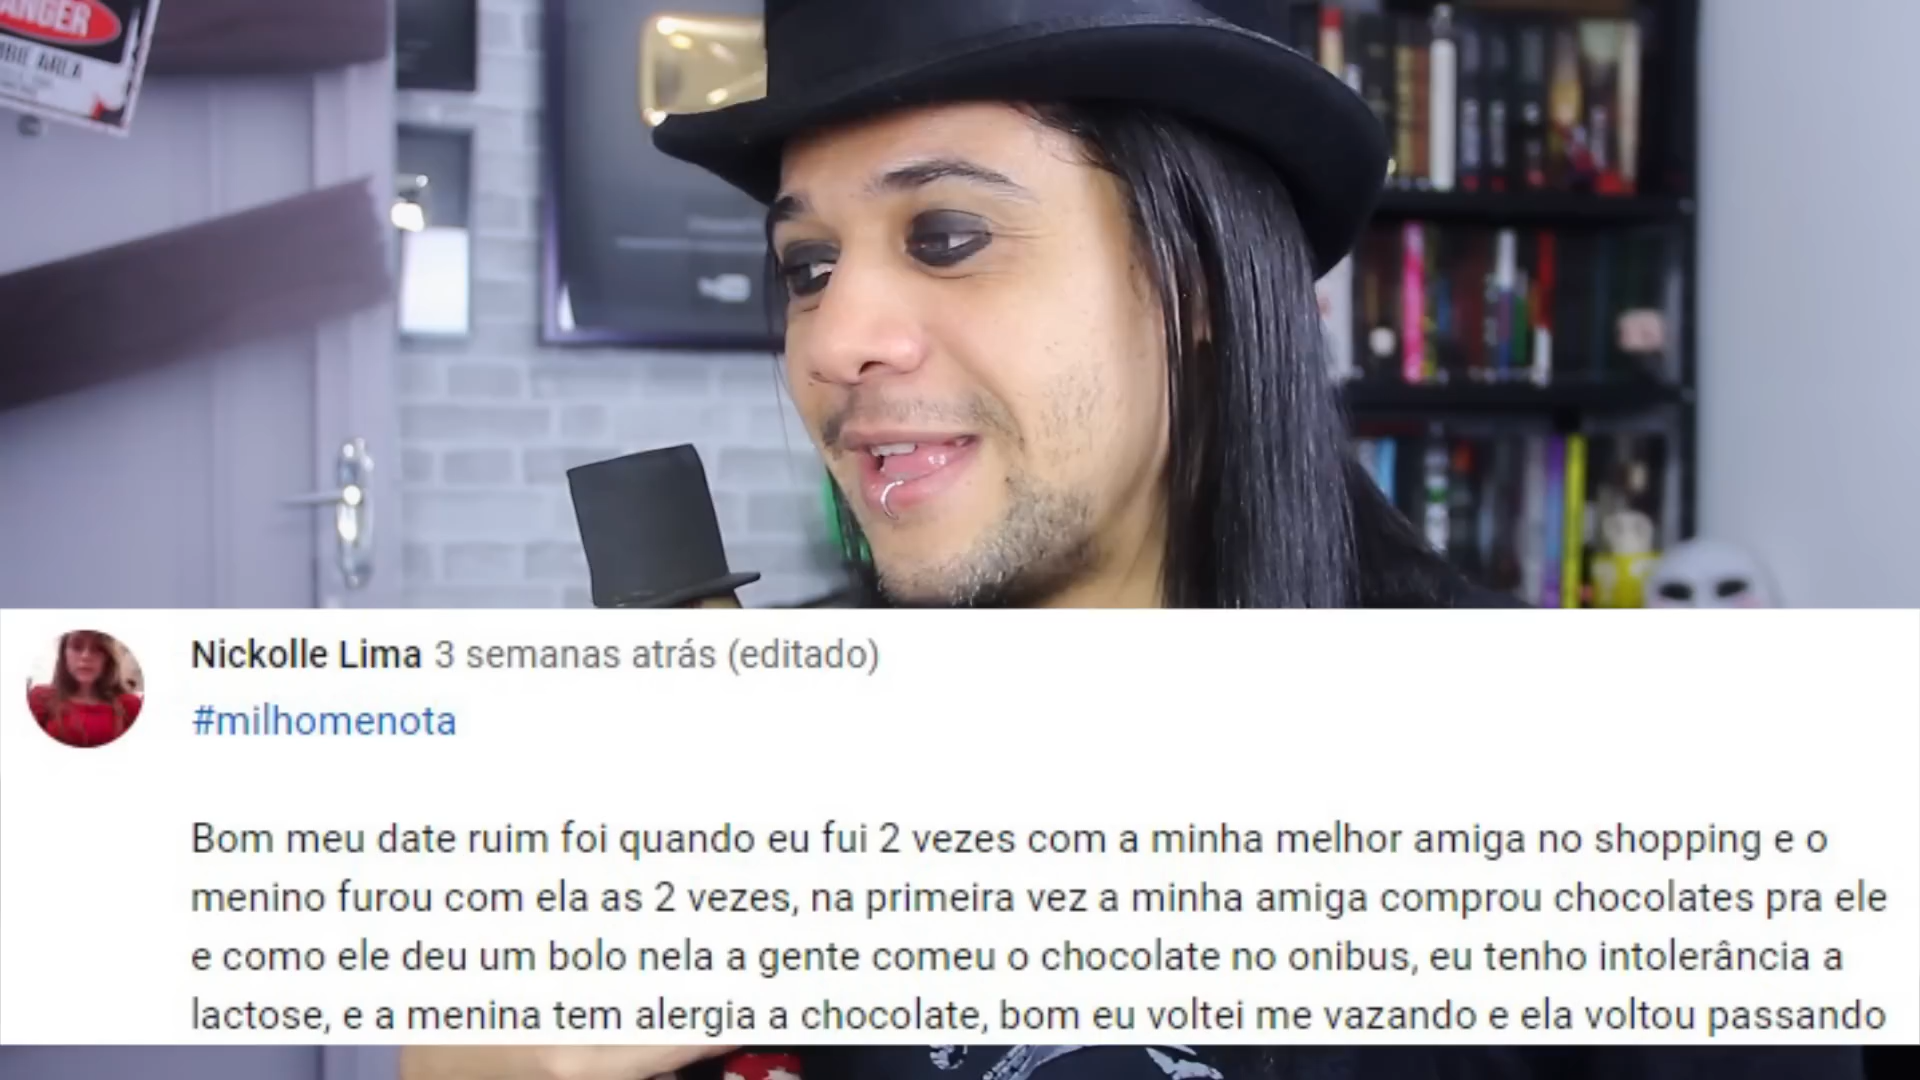 ANGER
Nickolle Lima 3 semanas atrás (editado)
#milhomenota
Bom meu date ruim foi quando eu fui 2 vezes com a minha melhor amiga no shopping e o
menino furou com ela as 2 vezes, na primeira vez a minha amiga comprou chocolates pra ele
e como ele deu um bolo nela a gente comeu o chocolate no onibus, eu tenho intolerância a
lactose, e a menina tem alergia a chocolate, bom eu voltei me vazando e ela voltou passando